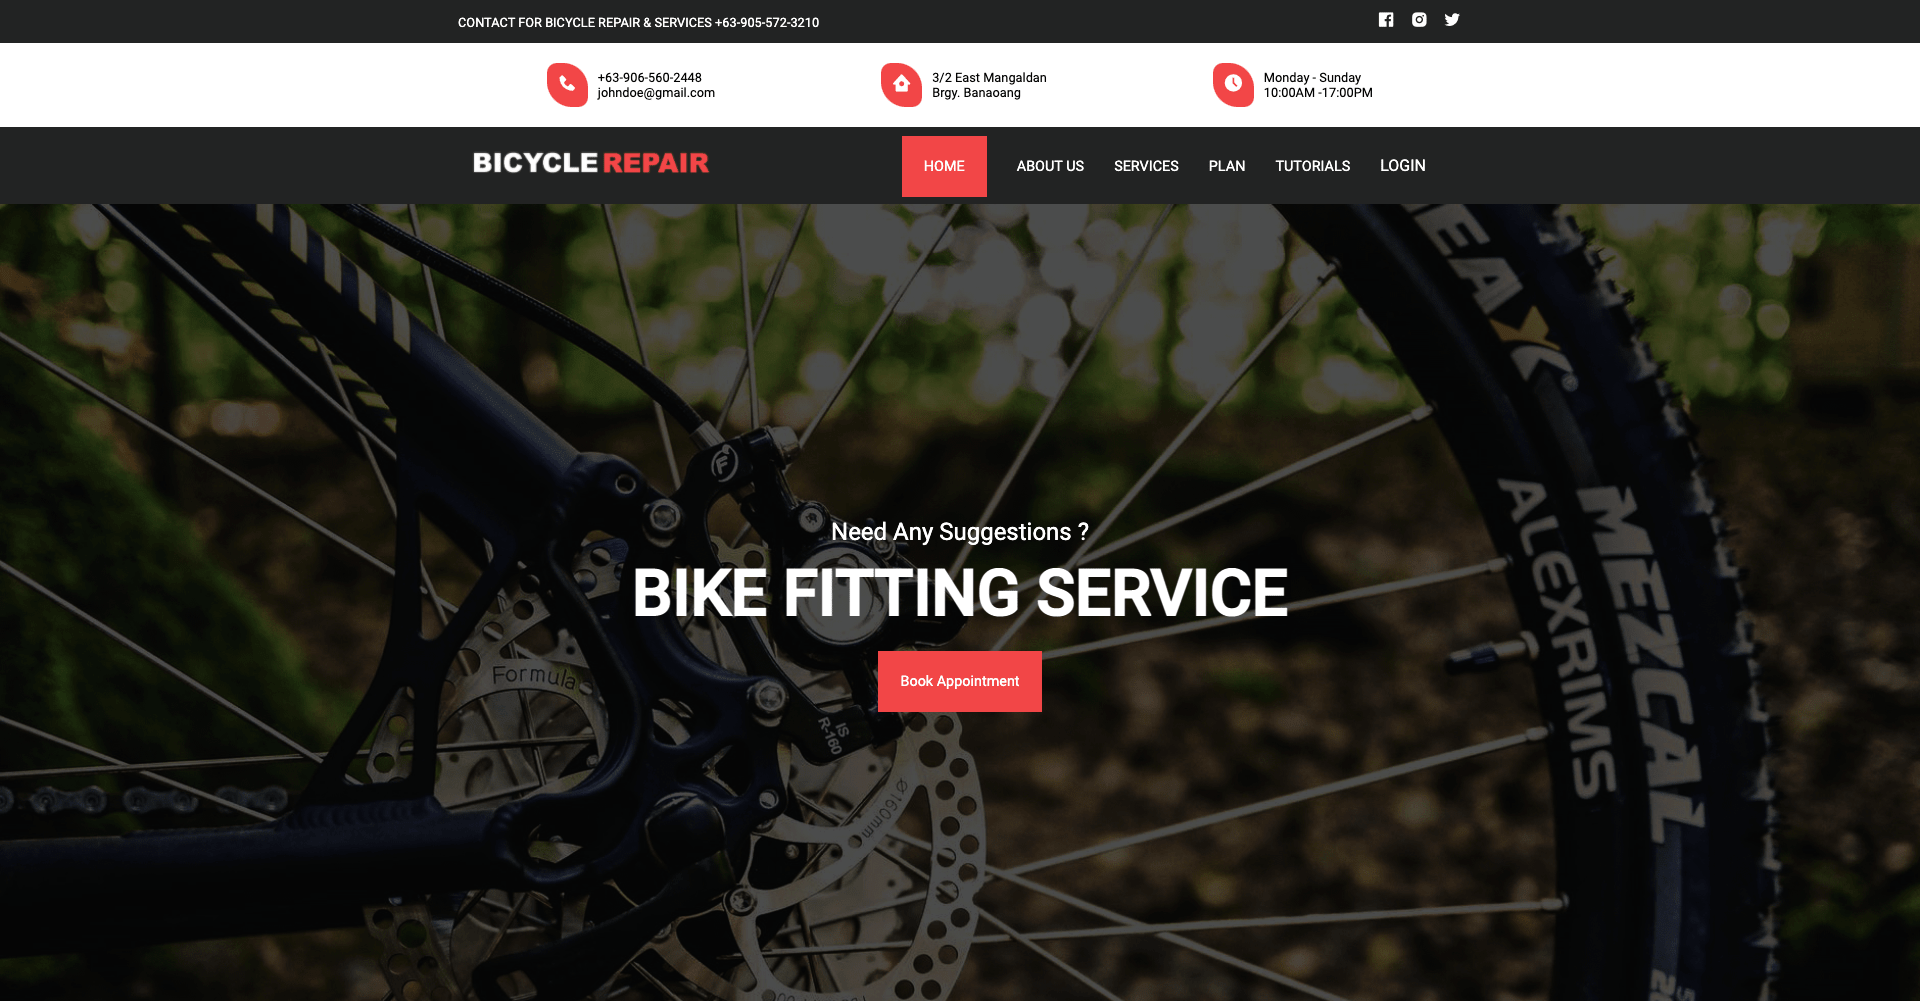 CONTACT FOR BICYCLE REPAIR & SERVICES +63-905-572-3210
+63-906-560-2448
johndoe@gmail.com
3/2 East Mangaldan
Brgy. Banaoang
Monday - Sunday
10:00AM -17:00PM
BICYCLE REPAIR
HOME
ABOUT US
SERVICES
PLAN
TUTORIALS
LOGIN
Need Any Suggestions ?
BIKE FITTING SERVICE
Book Appointment
Formula
IS
R-160
Ø160mm
MEZCAL
ALEXRIMS